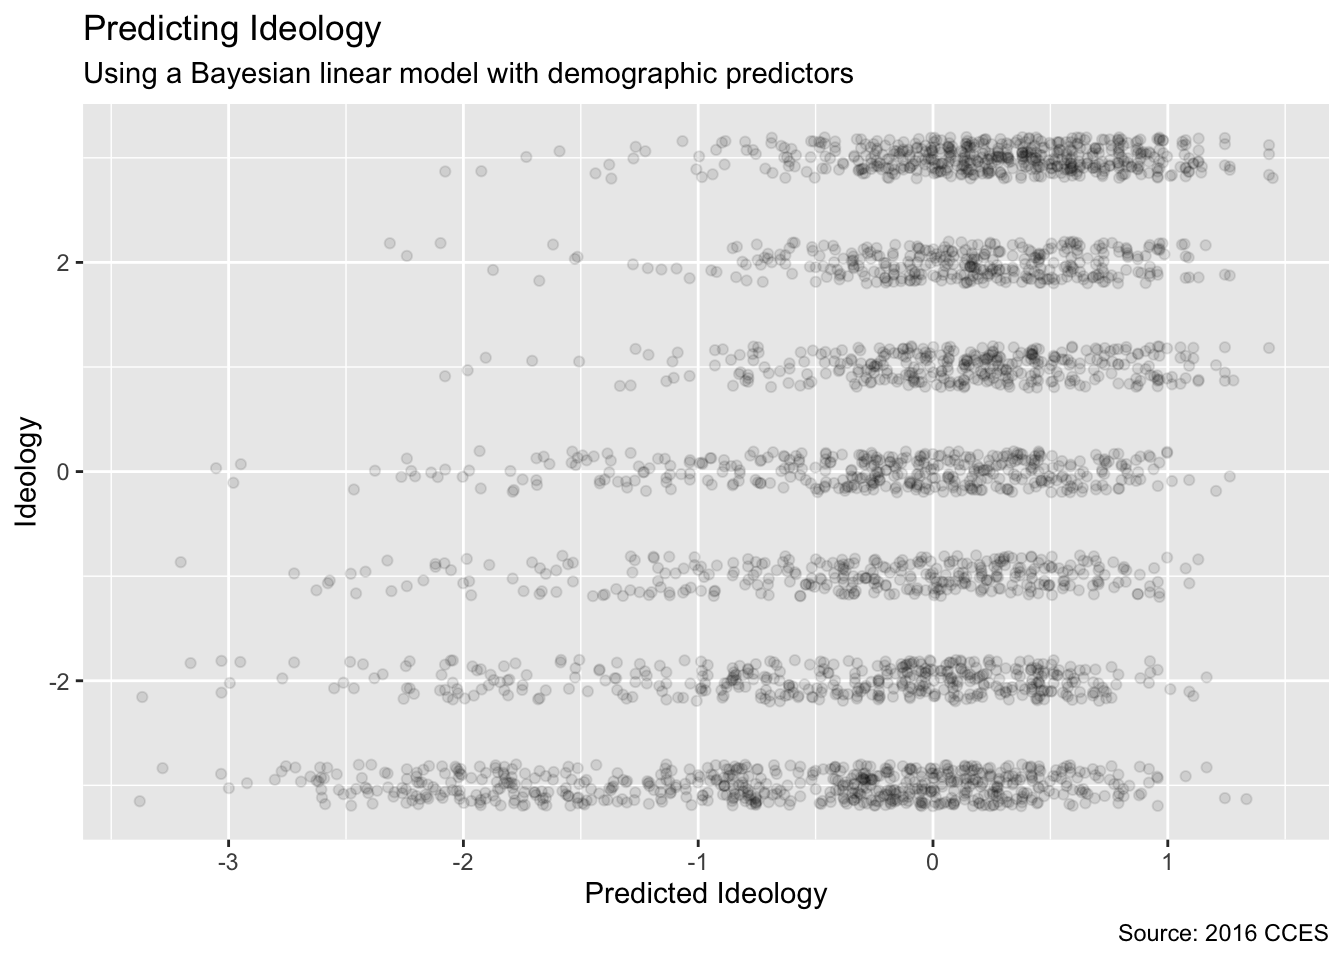 Predicting Ideology
Using a Bayesian linear model with demographic predictors
2
0
-2
Ideology
-3 -2 -1 0 1
Predicted Ideology
Source: 2016 CCES